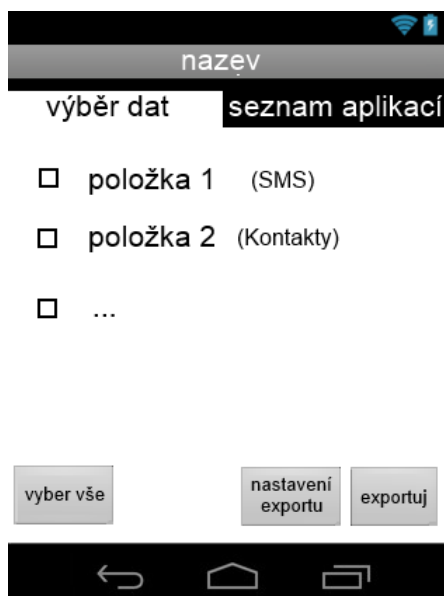 nazev
výběr dat
seznam aplikací
položka 1 (SMS)
položka 2 (Kontakty)
...
vyber vše
nastavení
exportu
exportuj